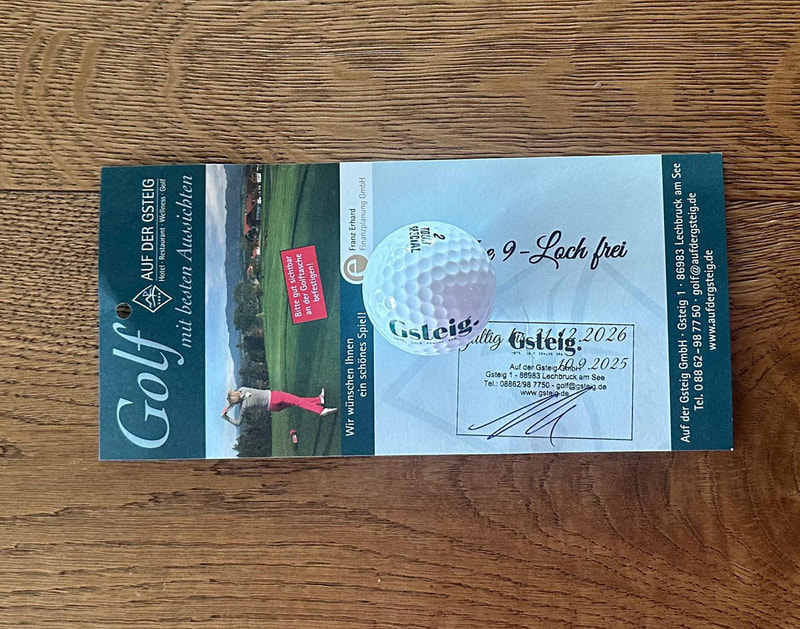 Golf
AUF DER GSTEIG
Hotel · Restaurant · Wellness · Golf
mit besten Aussichten
Bitte gut sichtbar
an der Golftasche
befestigen!
Wir wünschen Ihnen
ein schönes Spiel!
e Franz Erhard
Finanzplanung GmbH
2
TOUR
SPECIAL
Gsteig.
9-Loch frei
31.12.2026
Gsteig.
10.9.2025
Auf der Gsteig GmbH
Gsteig 1 - 86983 Lechbruck am See
Tel.: 08862/98 7750 - golf@gsteig.de
www.gsteig.de
Auf der Gsteig GmbH · Gsteig 1 · 86983 Lechbruck am See
Tel. 0 88 62 – 98 77 50 · golf@aufdergsteig.de
www.aufdergsteig.de